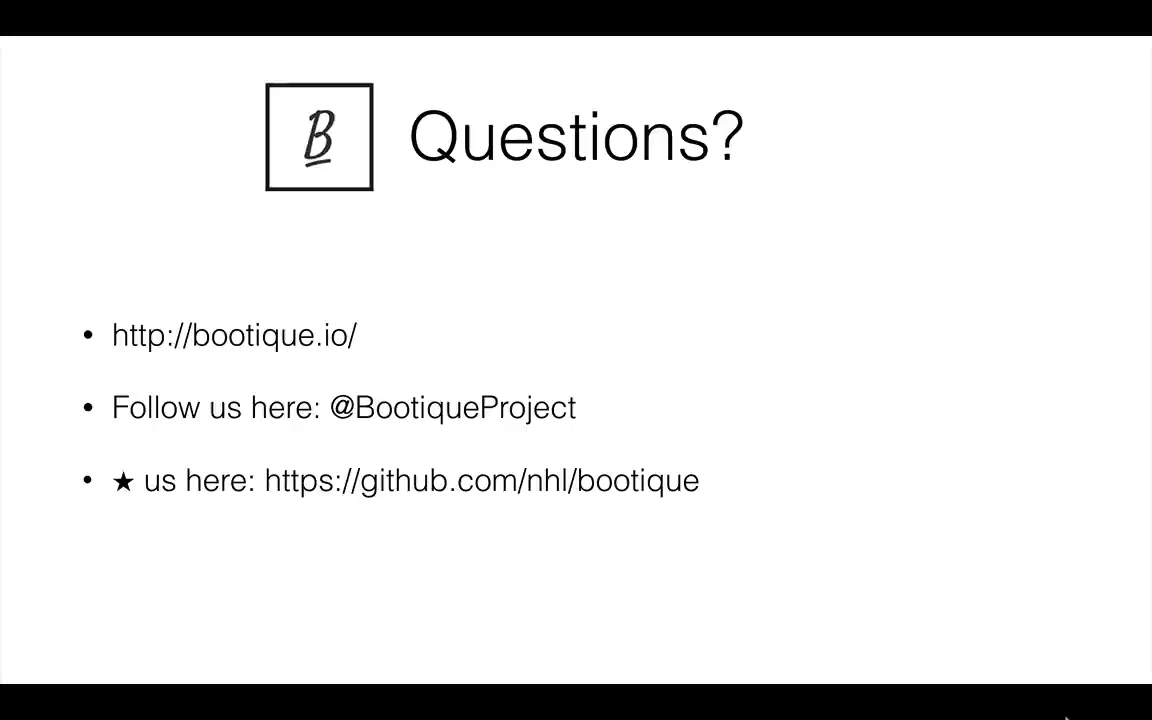 B Questions?
• http://bootique.io/
• Follow us here: @BootiqueProject
• ★ us here: https://github.com/nhl/bootique